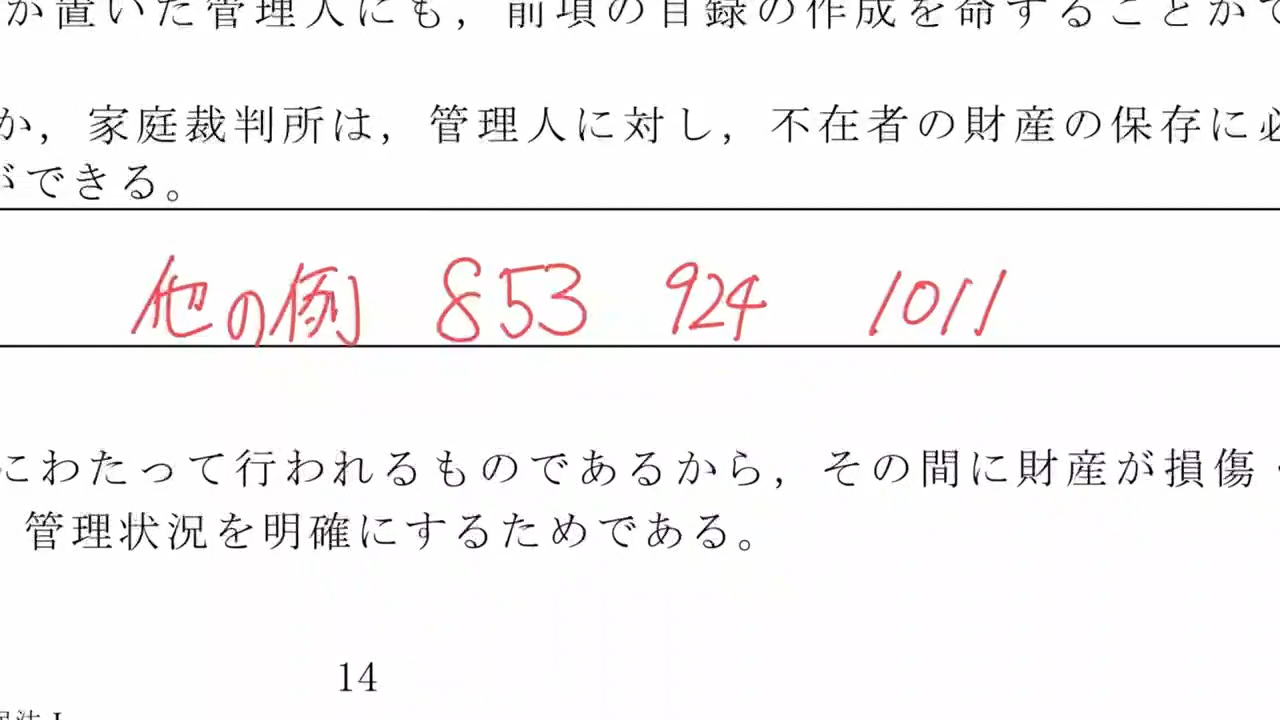 が置いた管理人にも，前項の目録の作成を命ずることがで
か，家庭裁判所は，管理人に対し，不在者の財産の保存に必
ができる。
他の例 853 924 1011
にわたって行われるものであるから，その間に財産が損傷・
管理状況を明確にするためである。
14
民法 I